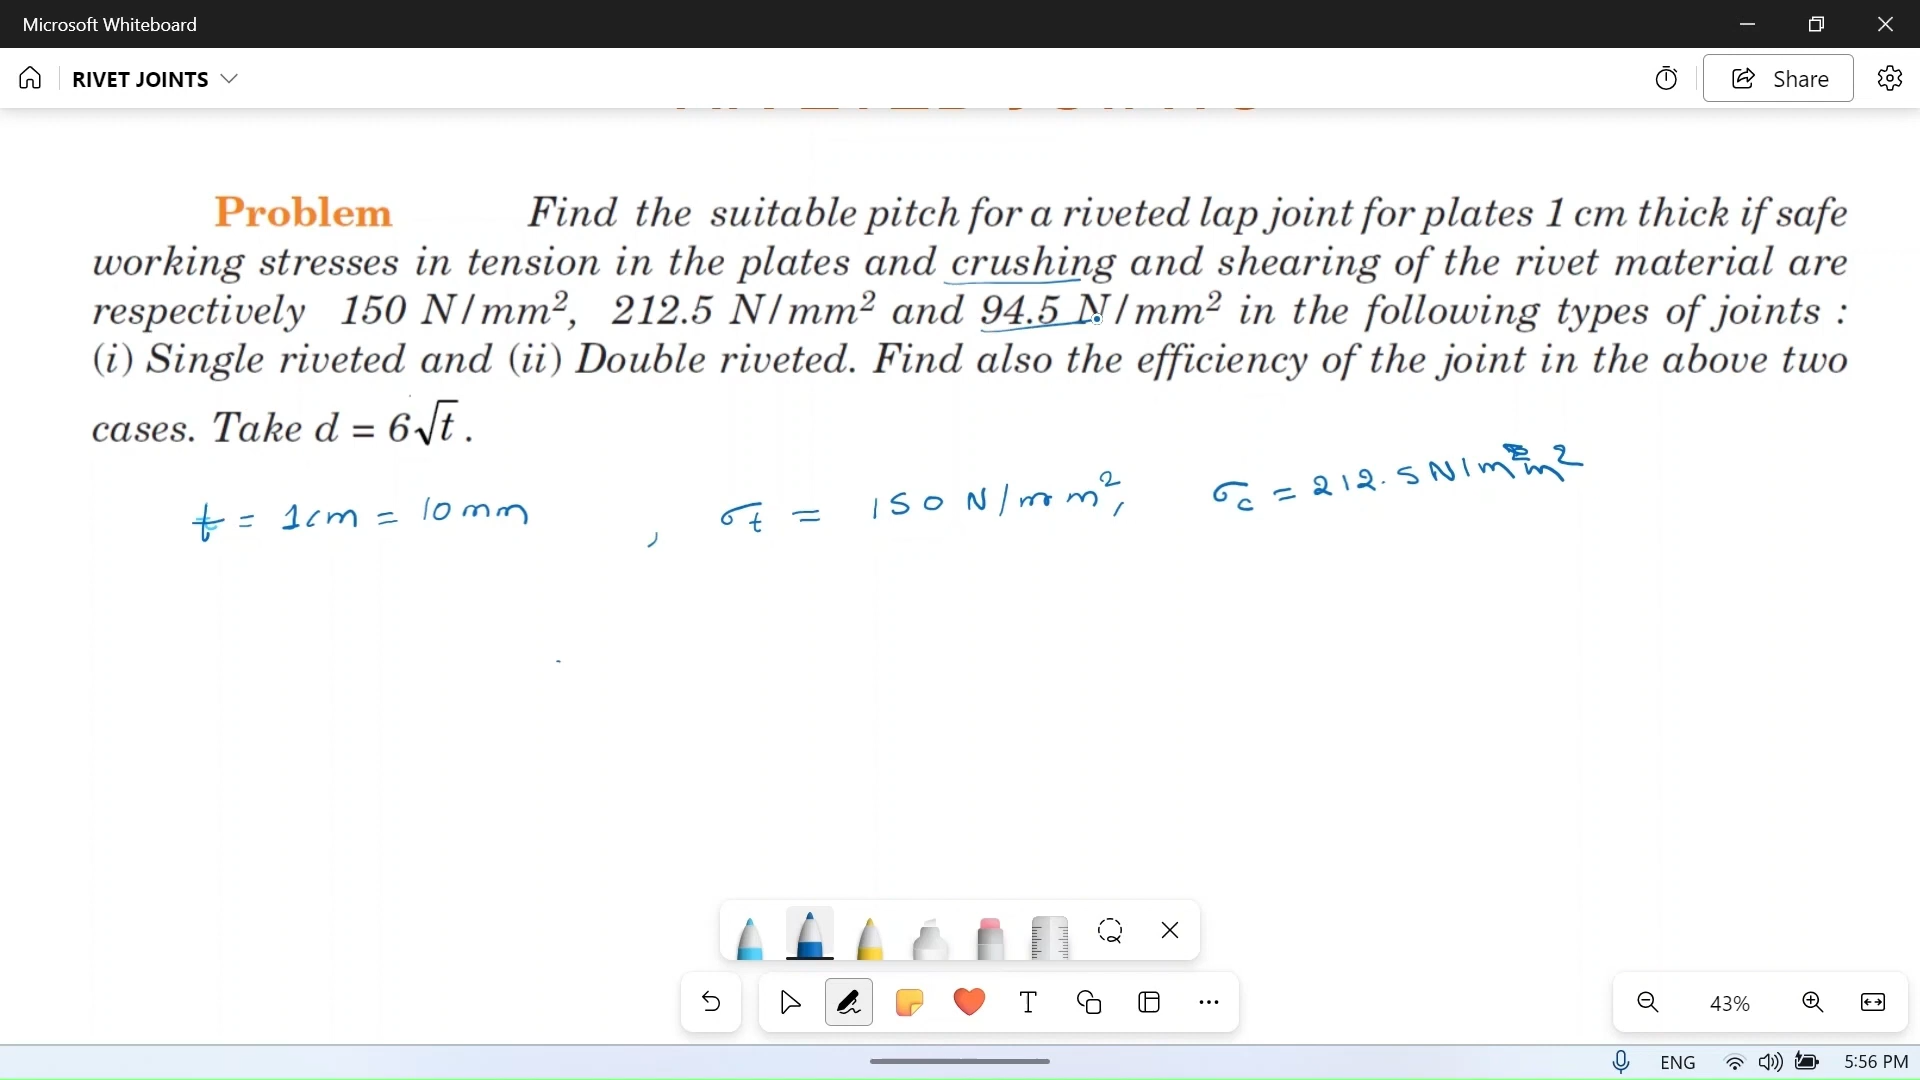 Microsoft Whiteboard
RIVET JOINTS
Share
Problem Find the suitable pitch for a riveted lap joint for plates 1 cm thick if safe
working stresses in tension in the plates and crushing and shearing of the rivet material are
respectively 150 N/mm², 212.5 N/mm² and 94.5 N/mm² in the following types of joints :
(i) Single riveted and (ii) Double riveted. Find also the efficiency of the joint in the above two
cases. Take d = 6√t.
t = 1cm = 10 mm , σt = 150 N/mm², σc = 212.5 N/mm²
43%
ENG
5:56 PM